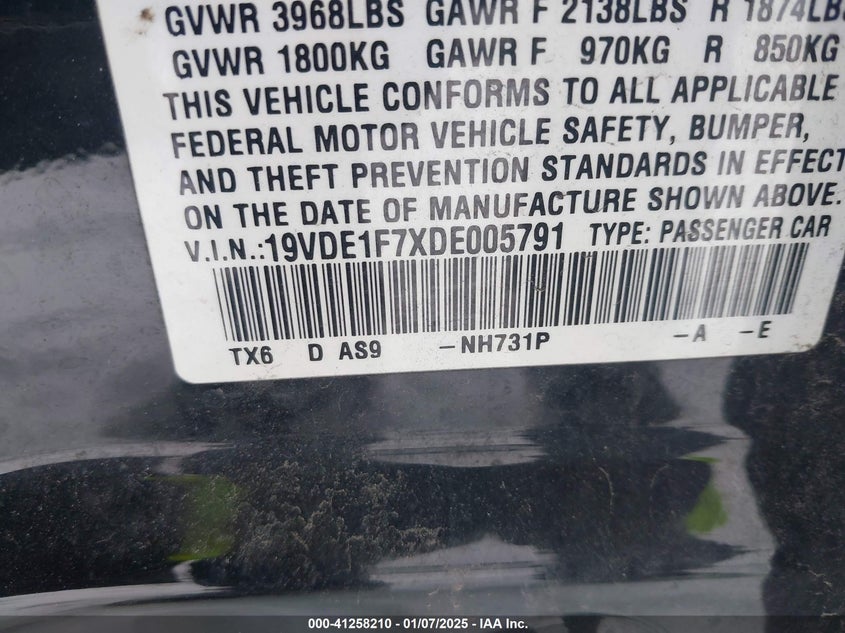 GVWR 3968LBS GAWR F 2138LBS R 1874LBS
GVWR 1800KG GAWR F 970KG R 850KG
THIS VEHICLE CONFORMS TO ALL APPLICABLE
FEDERAL MOTOR VEHICLE SAFETY, BUMPER,
AND THEFT PREVENTION STANDARDS IN EFFECT
ON THE DATE OF MANUFACTURE SHOWN ABOVE.
V.I.N.:19VDE1F7XDE005791 TYPE: PASSENGER CAR
TX6 D AS9 -NH731P -A -E
000-41258210 — 01/07/2025 — IAA Inc.